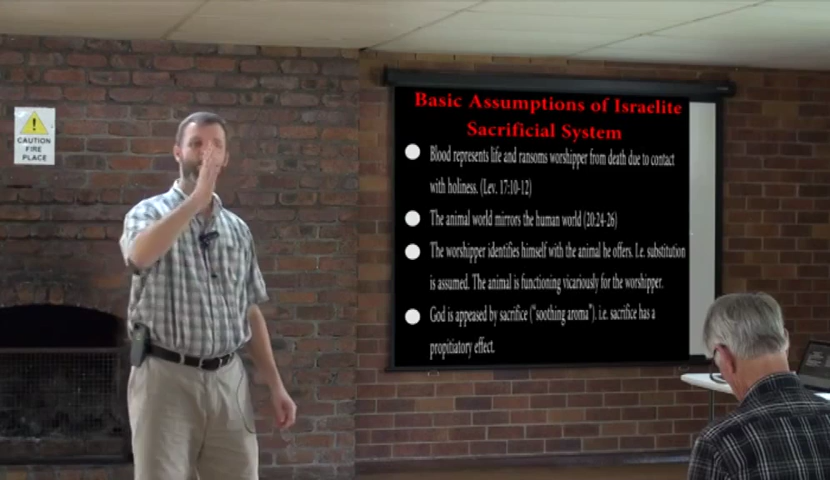 CAUTION
FIRE
PLACE
Basic Assumptions of Israelite
Sacrificial System
Blood represents life and ransoms worshipper from death due to contact
with holiness. (Lev. 17:10-12)
The animal world mirrors the human world (20:24-26)
The worshipper identifies himself with the animal he offers. I.e. substitution
is assumed. The animal is functioning vicariously for the worshipper.
God is appeased by sacrifice ("soothing aroma"). i.e. sacrifice has a
propitiatory effect.